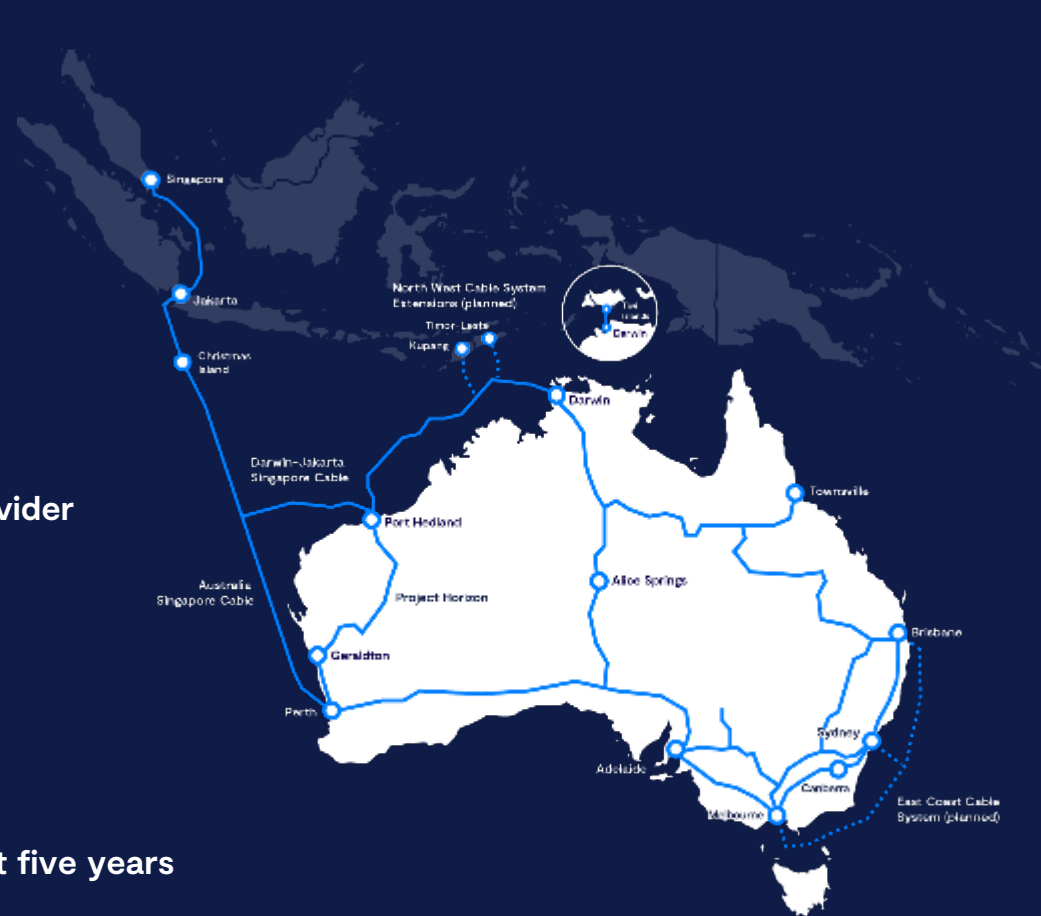 Singapore
Jakarta
Christmas
Island
North West Cable System
Extensions (planned)
Timor-Leste
Kupang
Tiwi
Islands
Darwin
Darwin
Darwin-Jakarta
Singapore Cable
Townsville
vider
Port Hedland
Alice Springs
Australia
Singapore Cable
Project Horizon
Brisbane
Geraldton
Perth
Sydney
Adelaide
Canberra
Melbourne
East Coast Cable
System (planned)
t five years